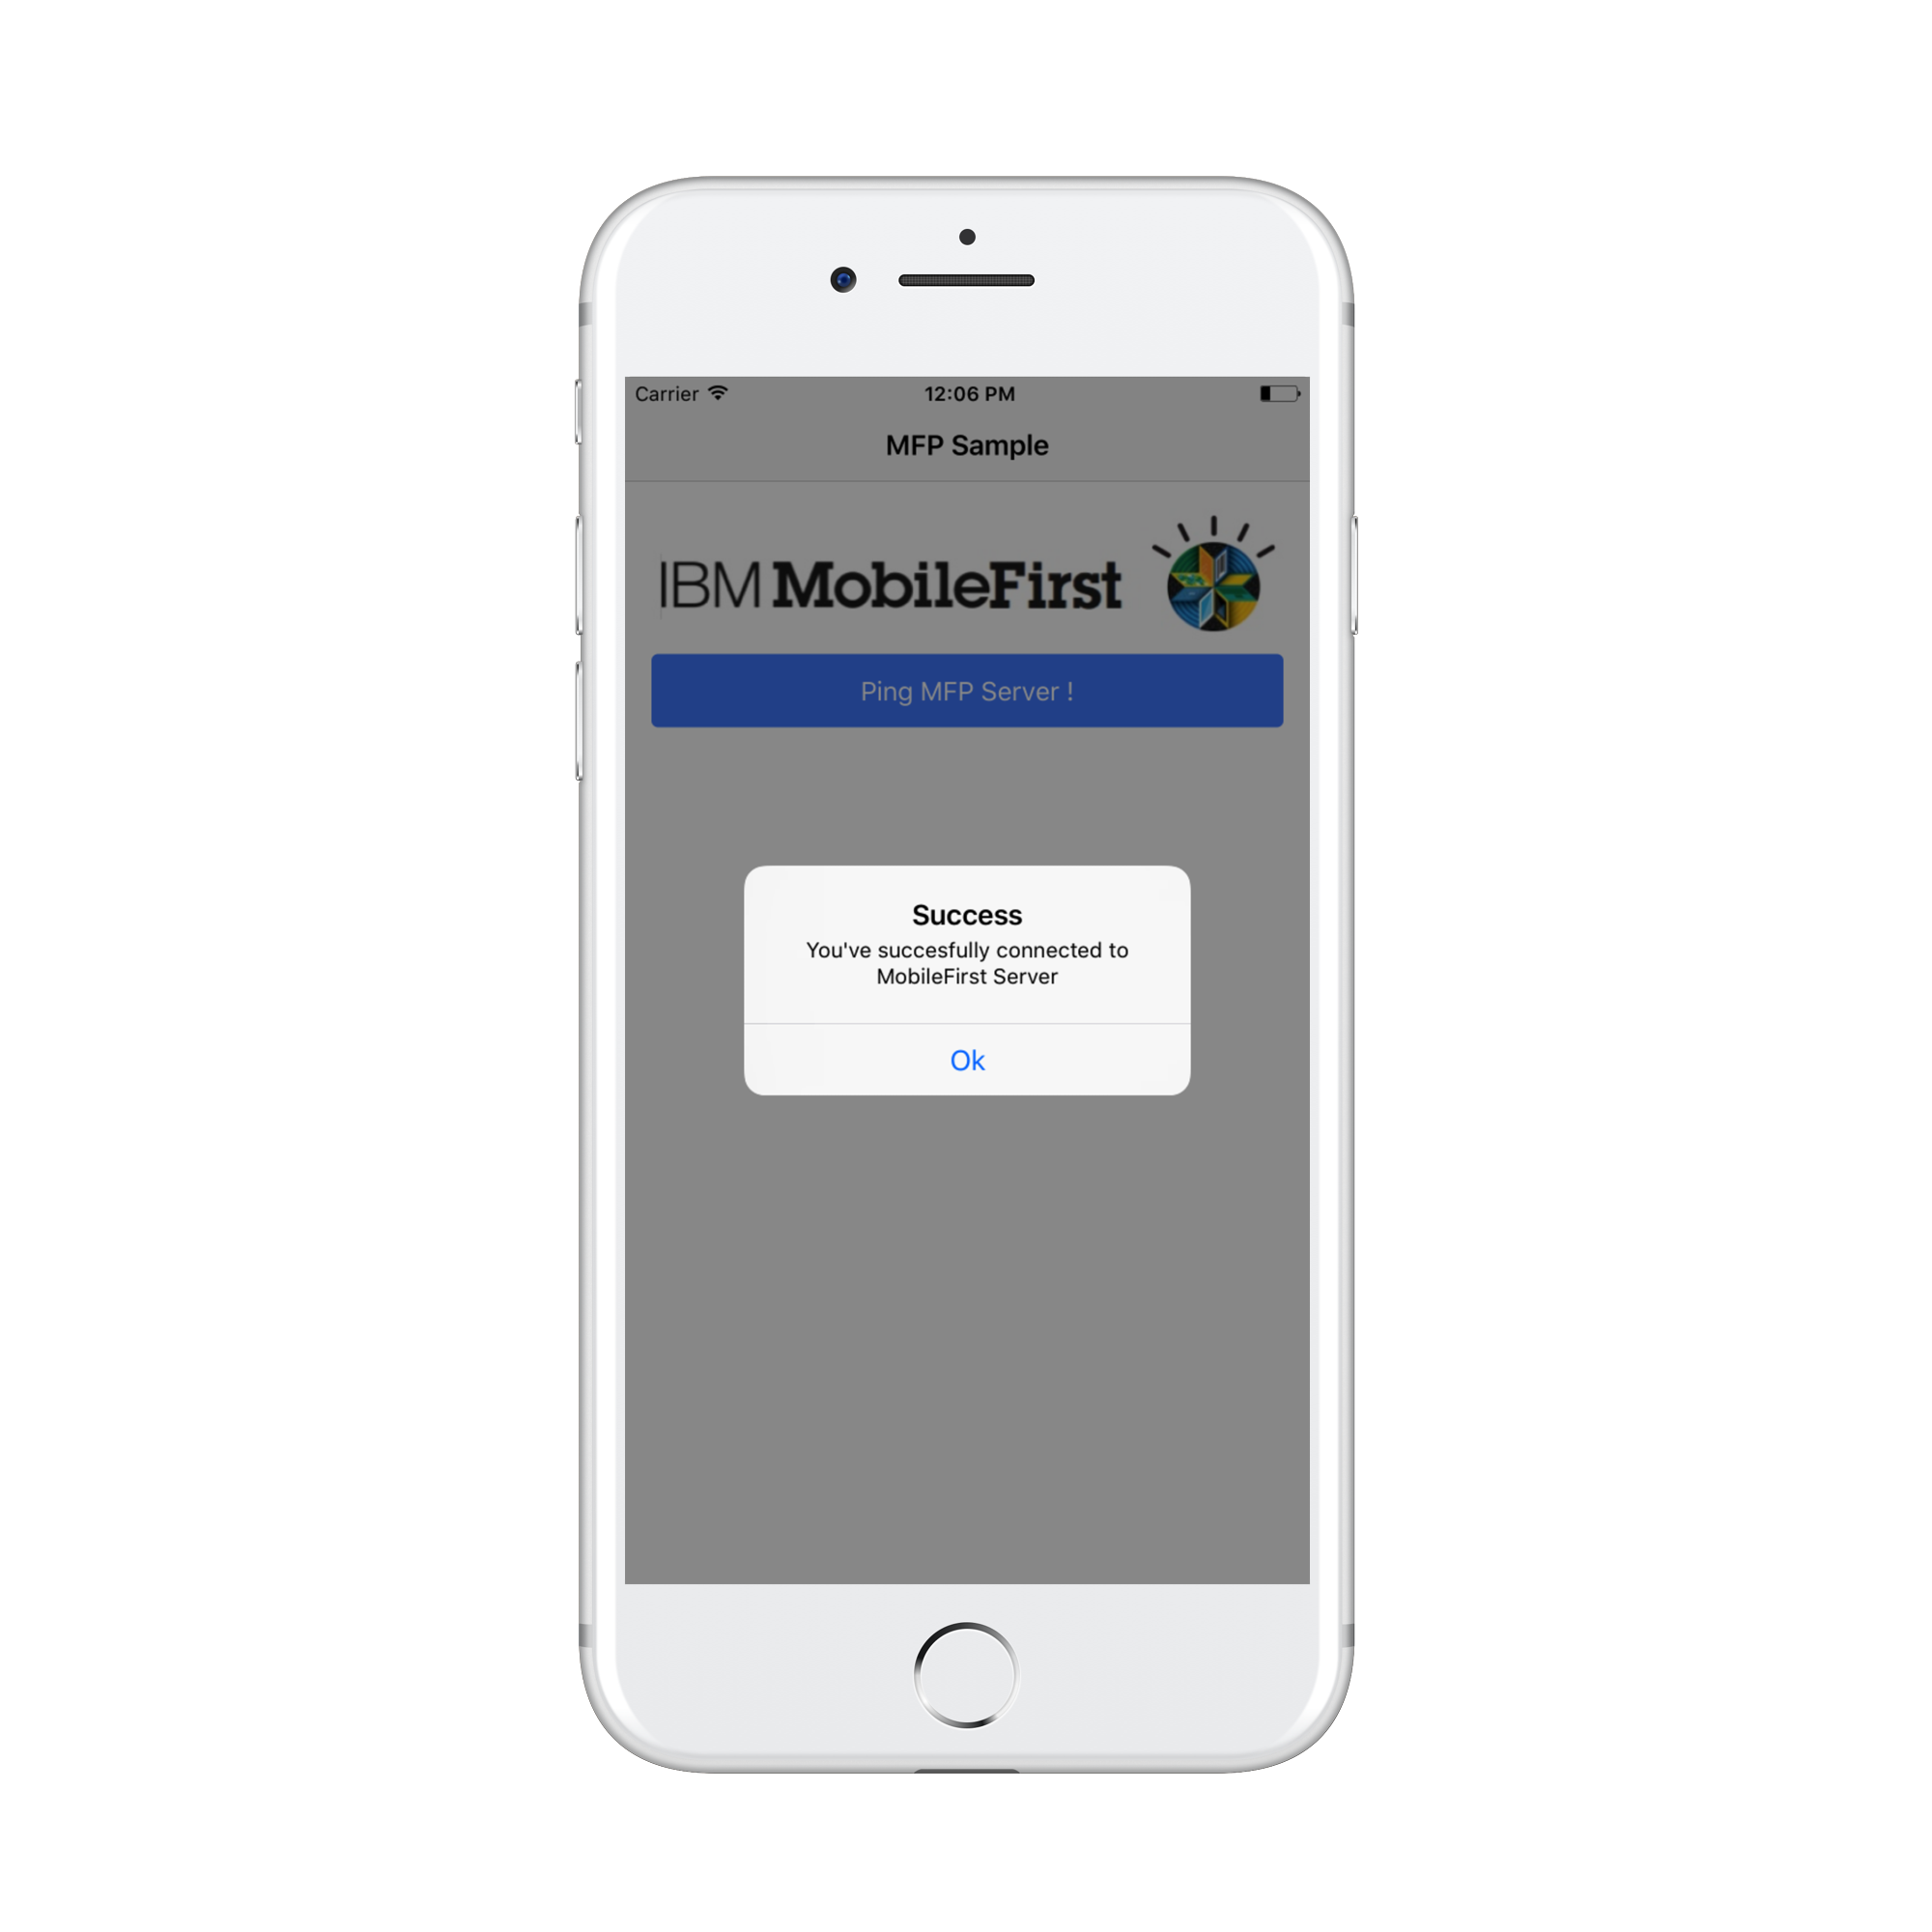 Carrier 12:06 PM
MFP Sample
IBM MobileFirst
Ping MFP Server !
Success
You've succesfully connected to
MobileFirst Server
Ok